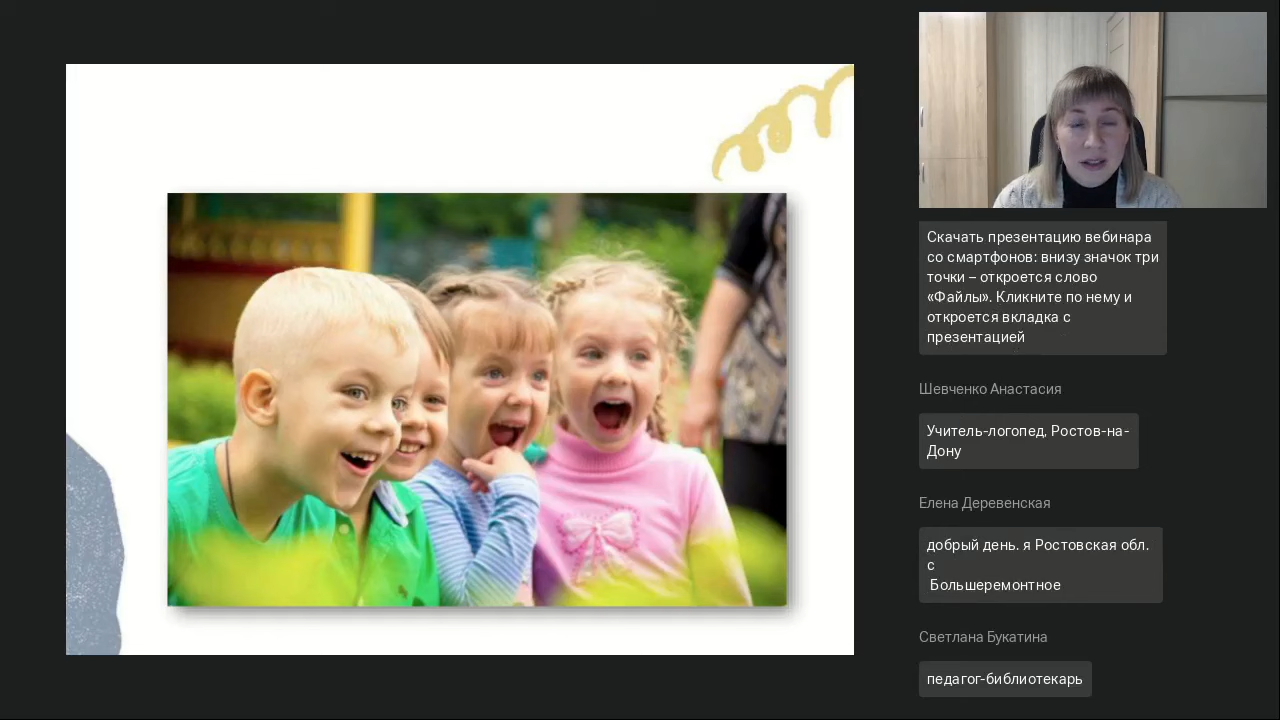 Скачать презентацию вебинара
со смартфонов: внизу значок три
точки – откроется слово
«Файлы». Кликните по нему и
откроется вкладка с
презентацией
Шевченко Анастасия
Учитель-логопед, Ростов-на-
Дону
Елена Деревенская
добрый день. я Ростовская обл.
с
Большеремонтное
Светлана Букатина
педагог-библиотекарь